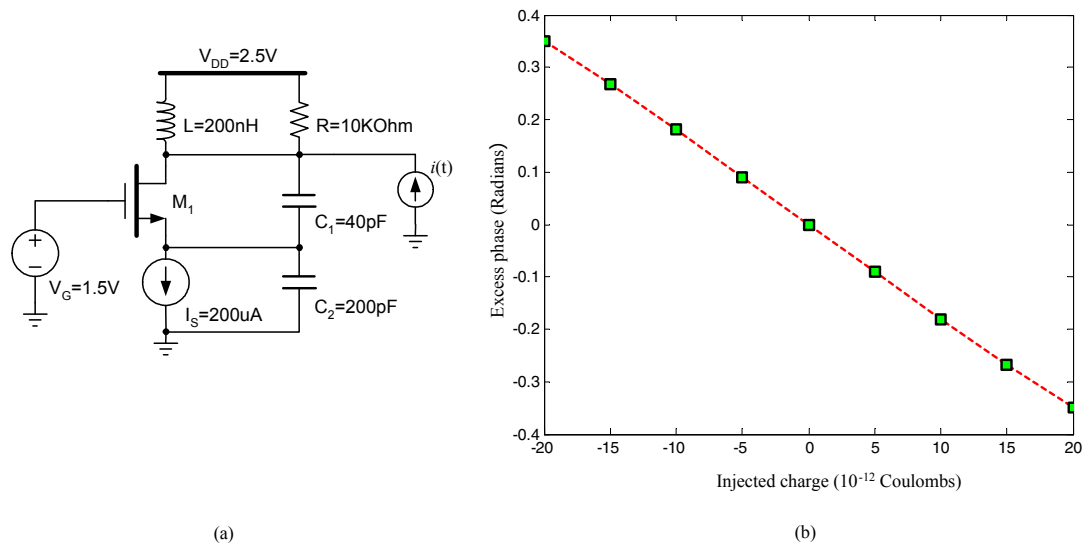 V_DD=2.5V
L=200nH
R=10KOhm
i(t)
M_1
C_1=40pF
V_G=1.5V
I_S=200uA
C_2=200pF
(a)
Excess phase (Radians)
0.4
0.3
0.2
0.1
0
-0.1
-0.2
-0.3
-0.4
-20 -15 -10 -5 0 5 10 15 20
Injected charge (10^-12 Coulombs)
(b)